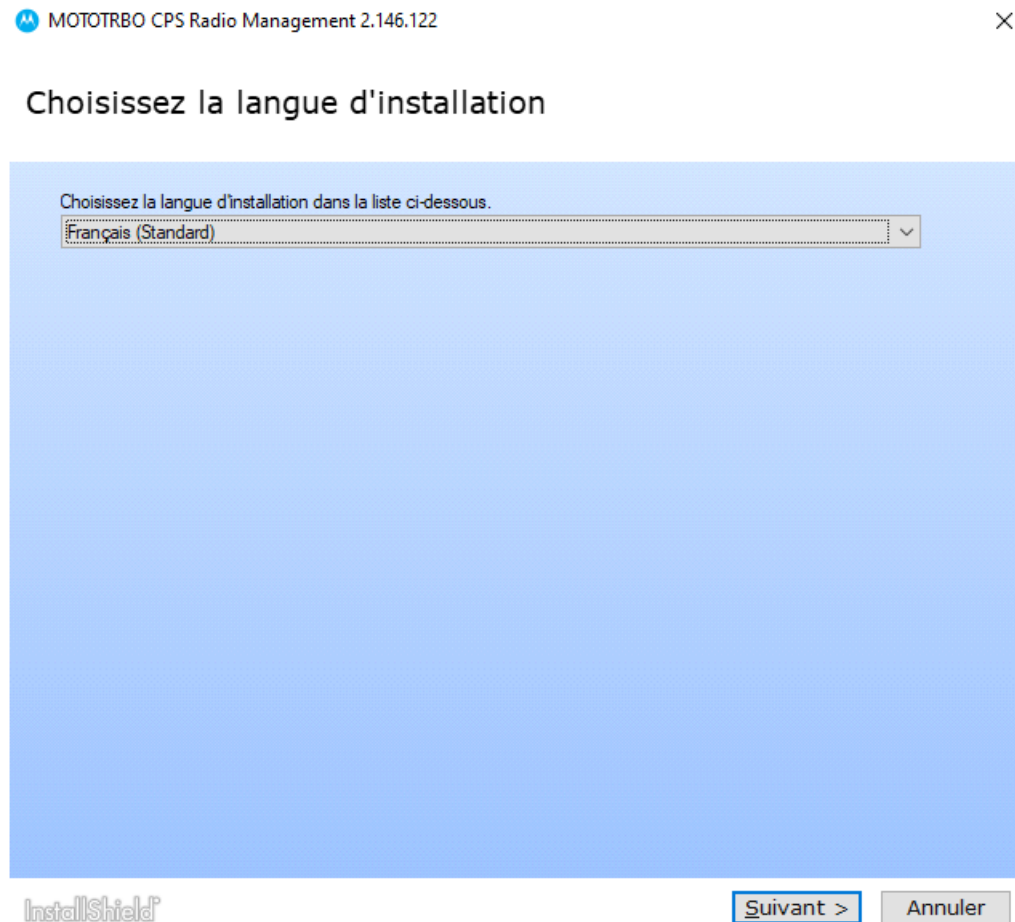 MOTOTRBO CPS Radio Management 2.146.122
Choisissez la langue d'installation
Choisissez la langue d'installation dans la liste ci-dessous.
Français (Standard)
InstallShield
Suivant >
Annuler